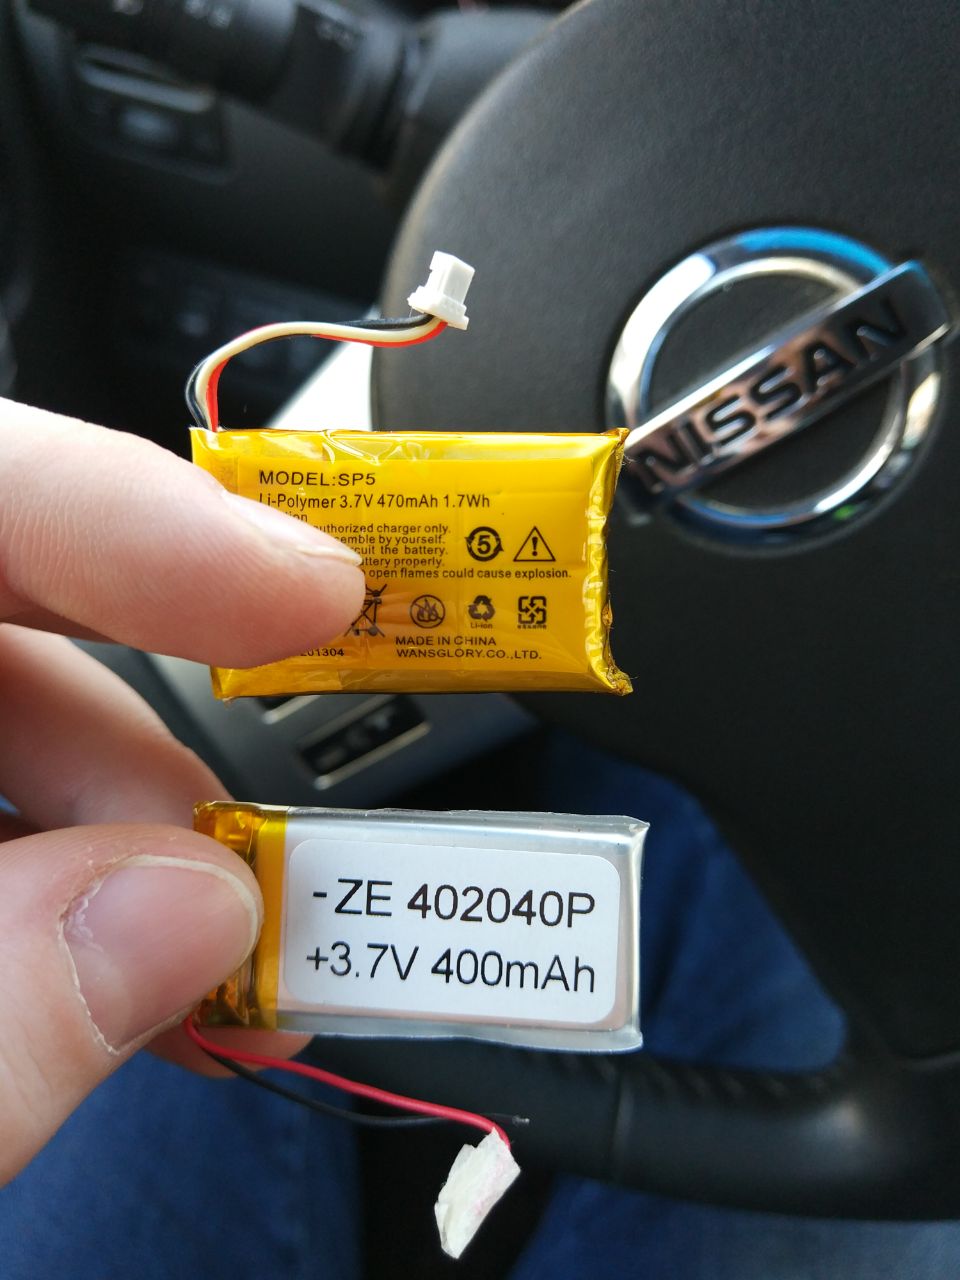 NISSAN
MODEL:SP5
Li-Polymer 3.7V 470mAh 1.7Wh
authorized charger only.
by yourself.
the battery.
properly.
open flames could cause explosion.
5
Li-ion
MADE IN CHINA
201304
WANSGLORY.CO.,LTD.
-ZE 402040P
+3.7V 400mAh